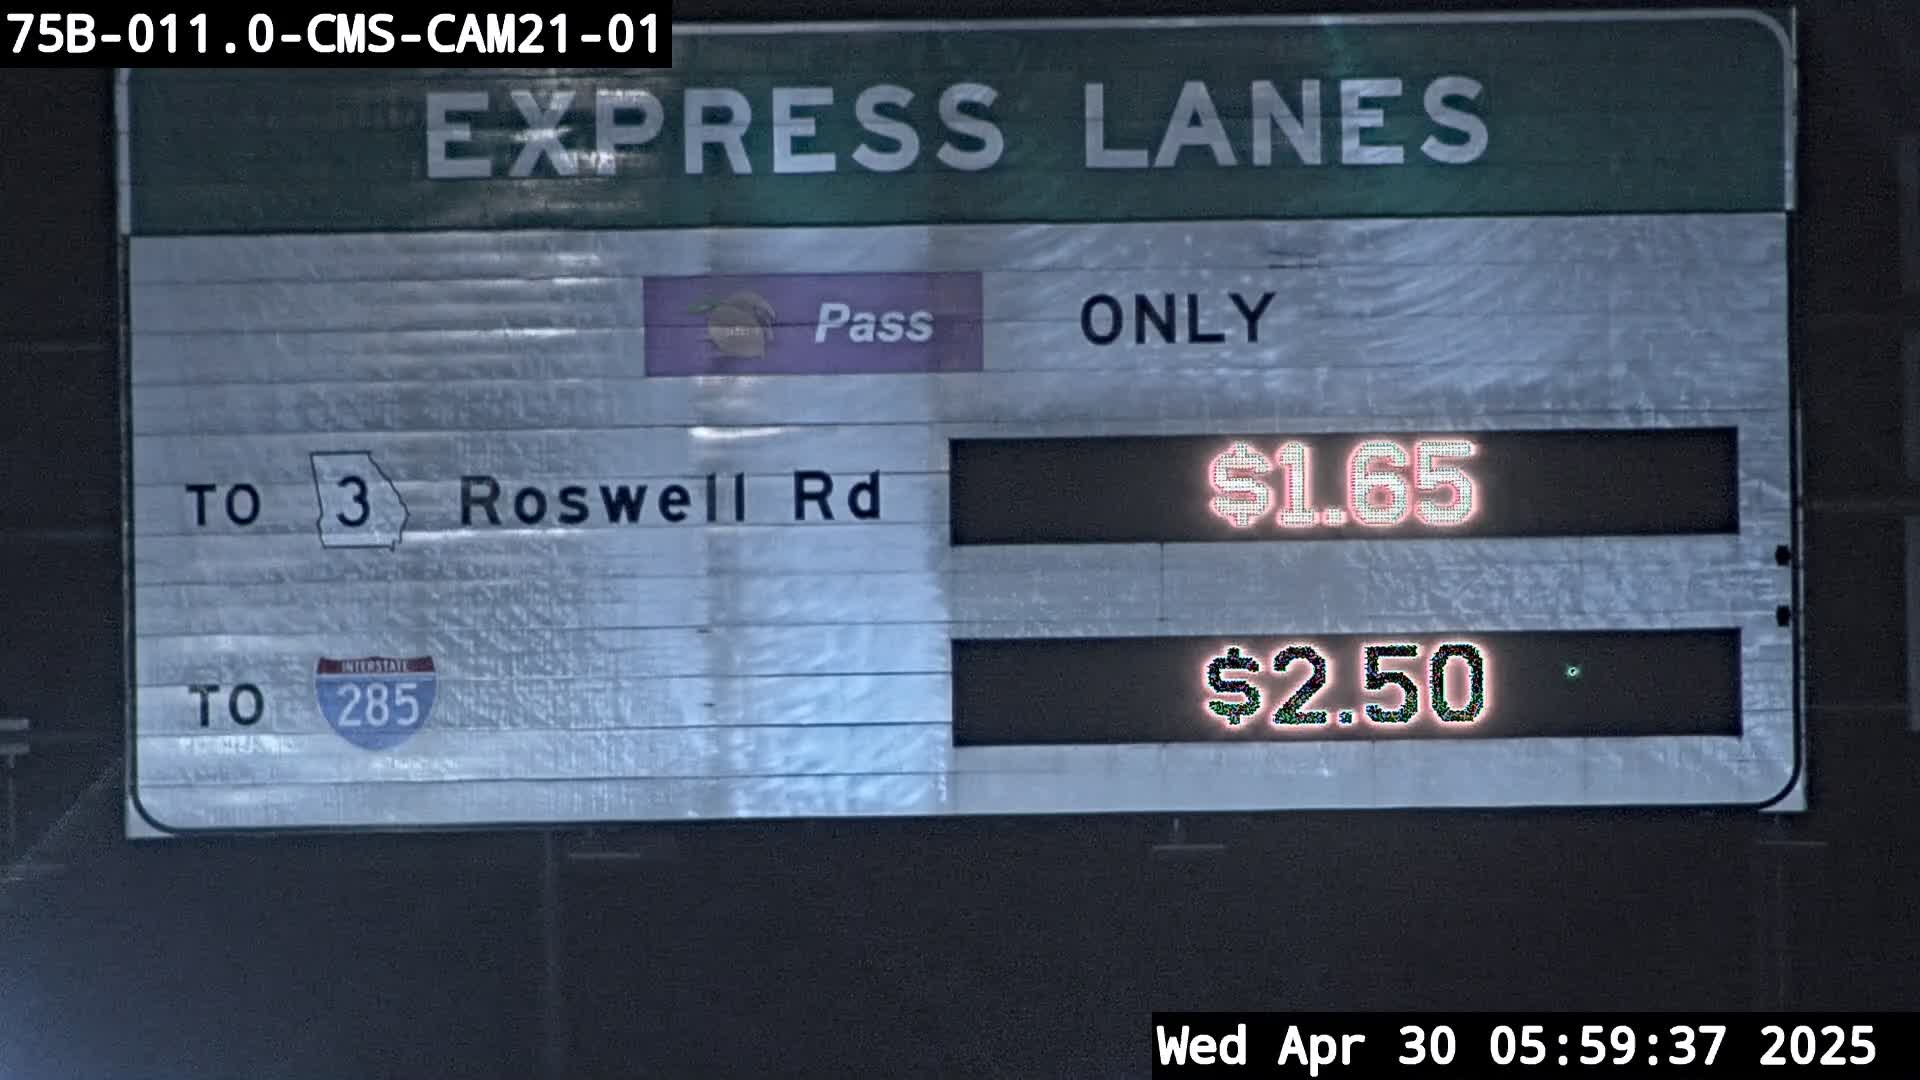 75B-011.0-CMS-CAM21-01
EXPRESS LANES
Pass ONLY
TO 3 Roswell Rd $1.65
INTERSTATE
TO 285 $2.50
Wed Apr 30 05:59:37 2025